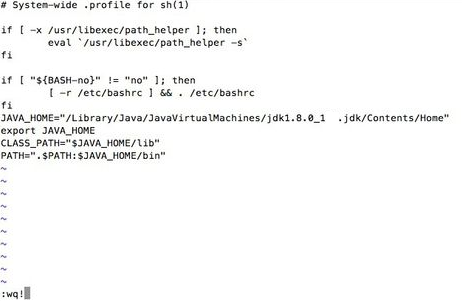 # System-wide .profile for sh(1)
if [ -x /usr/libexec/path_helper ]; then
eval `/usr/libexec/path_helper -s`
fi
if [ "${BASH-no}" != "no" ]; then
[ -r /etc/bashrc ] && . /etc/bashrc
fi
JAVA_HOME="/Library/Java/JavaVirtualMachines/jdk1.8.0_1  .jdk/Contents/Home"
export JAVA_HOME
CLASS_PATH="$JAVA_HOME/lib"
PATH=".$PATH:$JAVA_HOME/bin"
~
~
~
~
~
~
~
~
~
~
:wq!